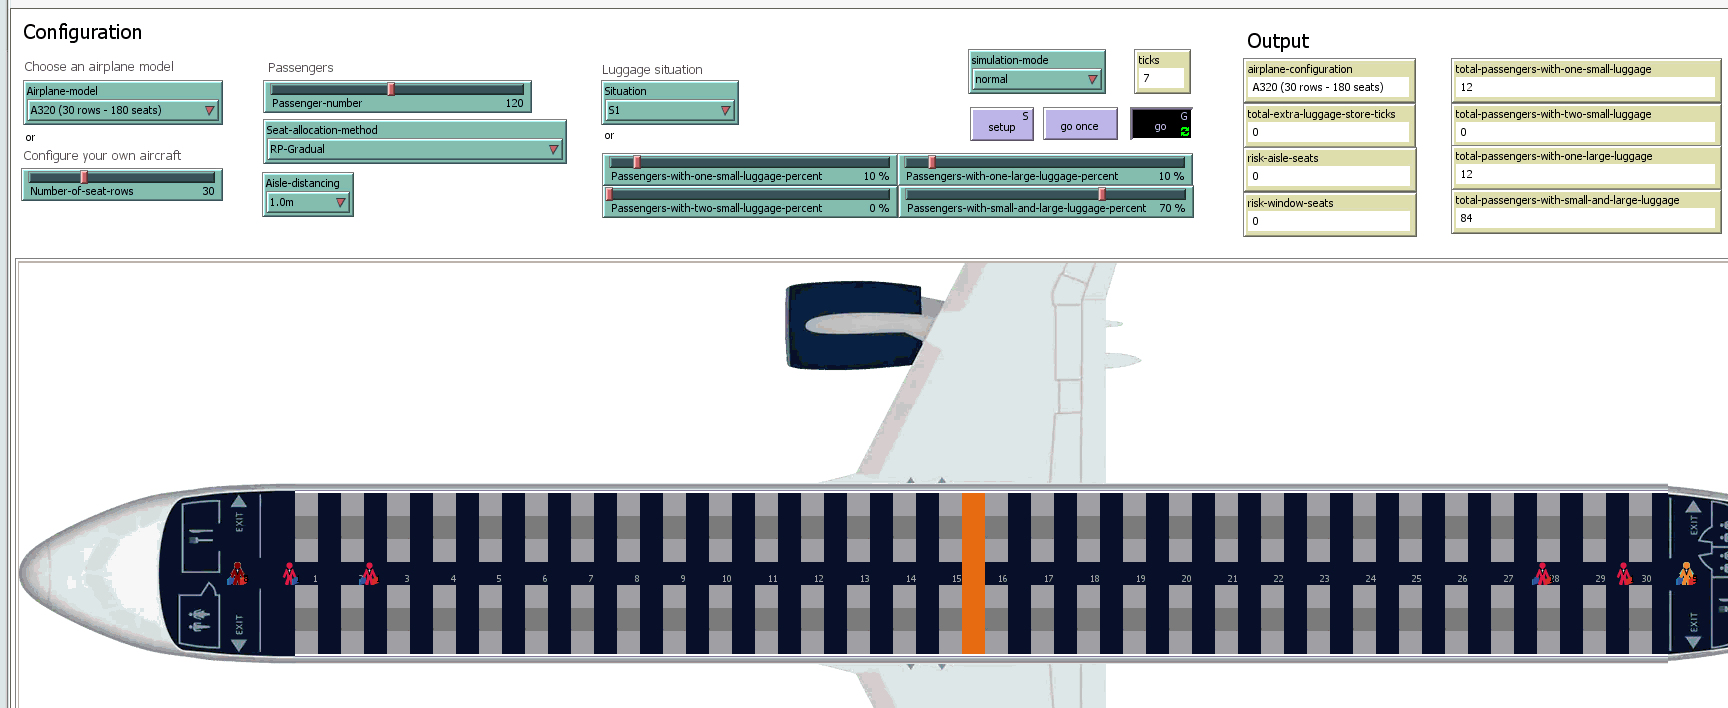 Configuration
Choose an airplane model
Airplane-model
A320 (30 rows - 180 seats)
or
Configure your own aircraft
Number-of-seat-rows 30
Passengers
Passenger-number 120
Seat-allocation-method
RP-Gradual
Aisle-distancing
1.0m
Luggage situation
Situation
S1
or
Passengers-with-one-small-luggage-percent 10 %
Passengers-with-one-large-luggage-percent 10 %
Passengers-with-two-small-luggage-percent 0 %
Passengers-with-small-and-large-luggage-percent 70 %
simulation-mode
normal
ticks
7
S
setup
go once
G
go
Output
airplane-configuration
A320 (30 rows - 180 seats)
total-extra-luggage-store-ticks
0
risk-aisle-seats
0
risk-window-seats
0
total-passengers-with-one-small-luggage
12
total-passengers-with-two-small-luggage
0
total-passengers-with-one-large-luggage
12
total-passengers-with-small-and-large-luggage
84
EXIT
EXIT
1 2 3 4 5 6 7 8 9 10 11 12 13 14 15 16 17 18 19 20 21 22 23 24 25 26 27 28 29 30
EXIT
EXIT